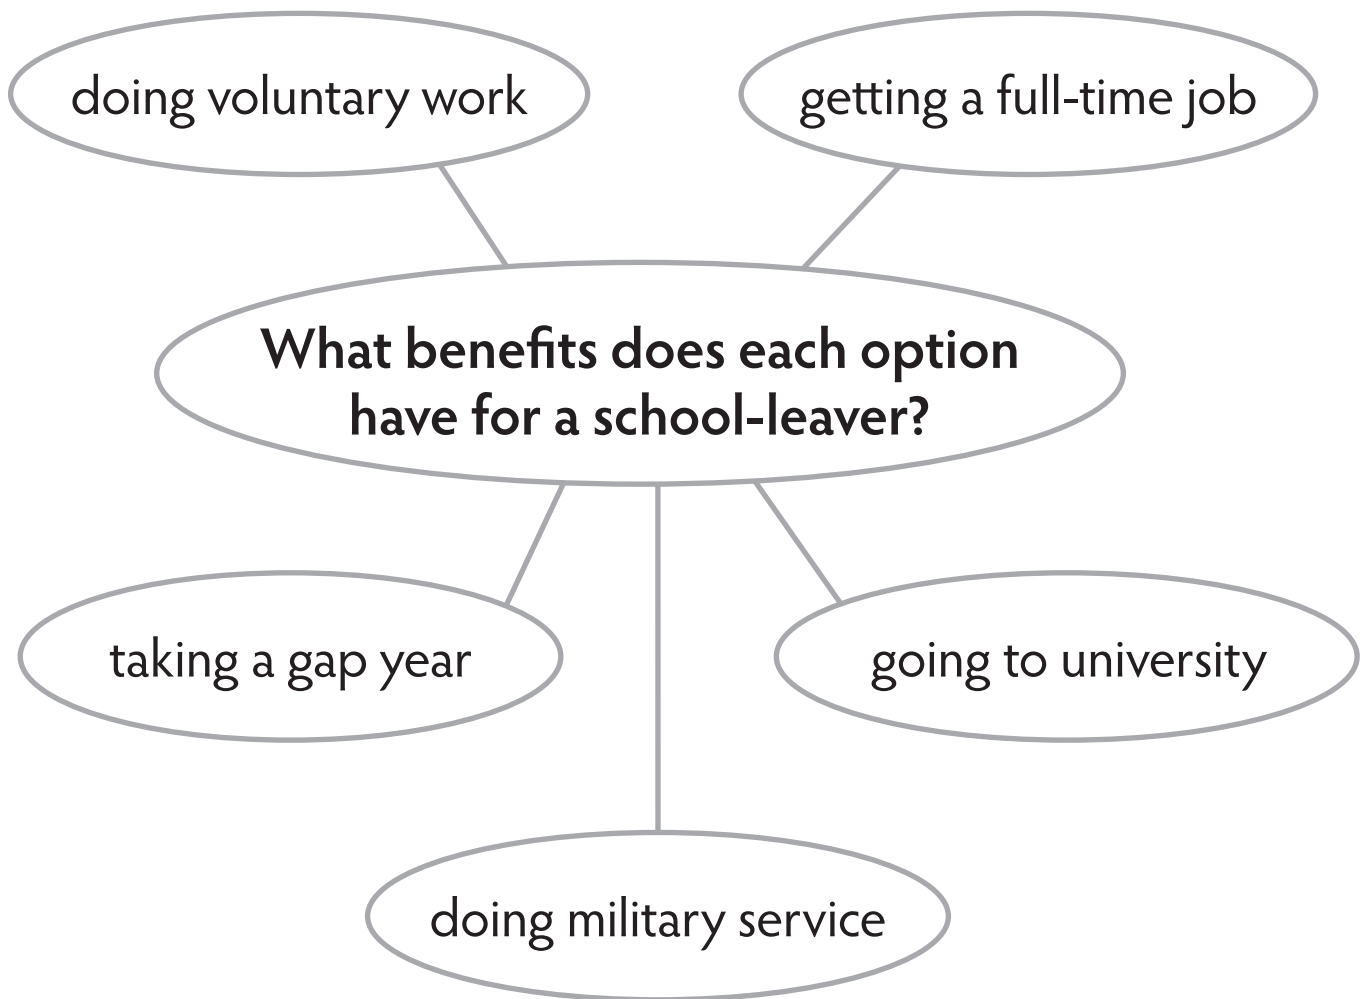 doing voluntary work
getting a full-time job
What benefits does each option
have for a school-leaver?
taking a gap year
going to university
doing military service